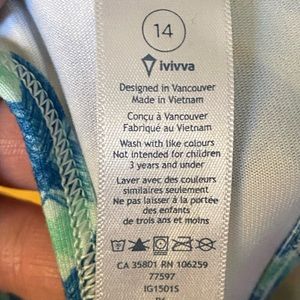 14
ivivva
Designed in Vancouver
Made in Vietnam
Conçu à Vancouver
Fabriqué au Vietnam
Wash with like colours
Not intended for children
3 years and under
Laver avec des couleurs
similaires seulement
Ne pas laisser à la portée
des enfants
de trois ans et moins
CA 35801 RN 106259
77597
IG1501S